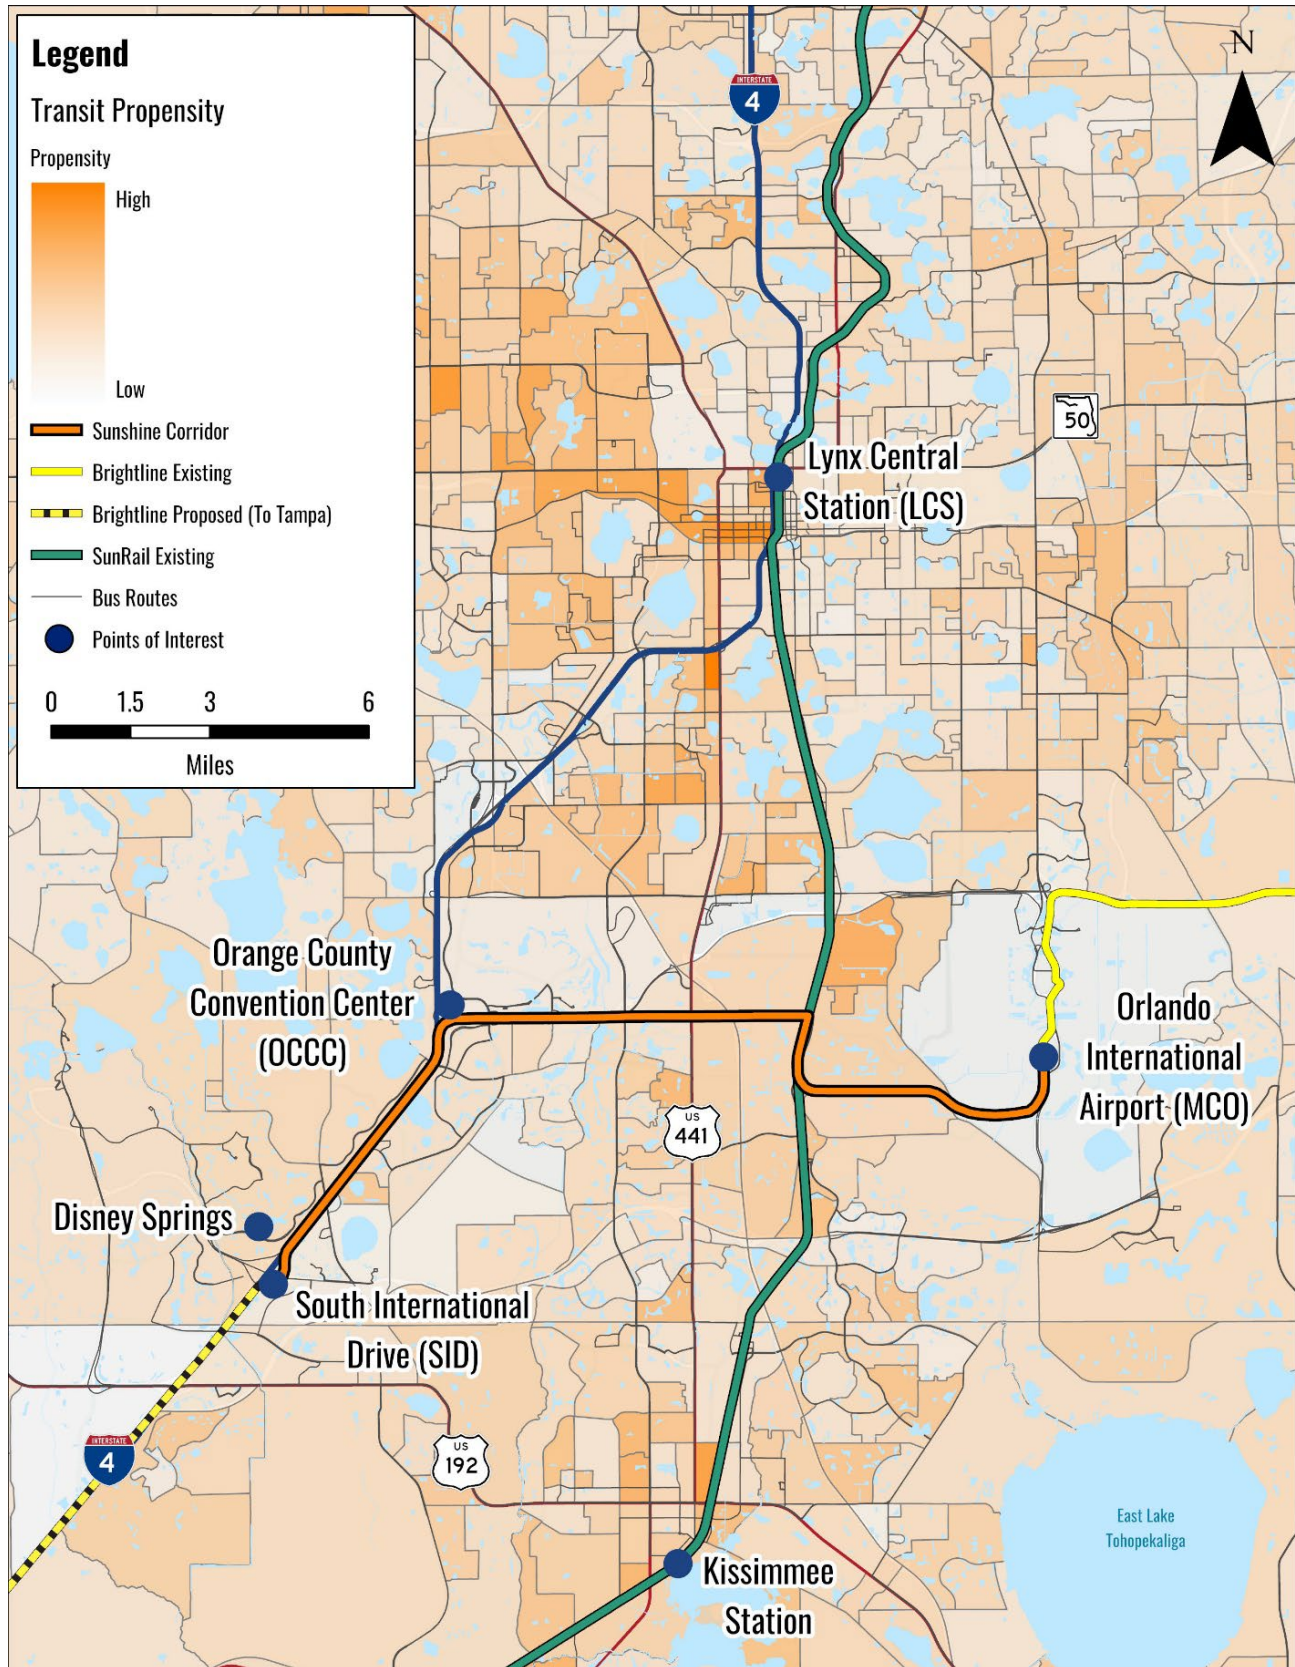 Legend
Transit Propensity
Propensity
High
Low
Sunshine Corridor
Brightline Existing
Brightline Proposed (To Tampa)
SunRail Existing
Bus Routes
Points of Interest
0 1.5 3 6
Miles
N
INTERSTATE
4
50
Lynx Central
Station (LCS)
Orange County
Convention Center
(OCCC)
Orlando
International
Airport (MCO)
US
441
Disney Springs
South International
Drive (SID)
INTERSTATE
4
US
192
East Lake
Tohopekaliga
Kissimmee
Station